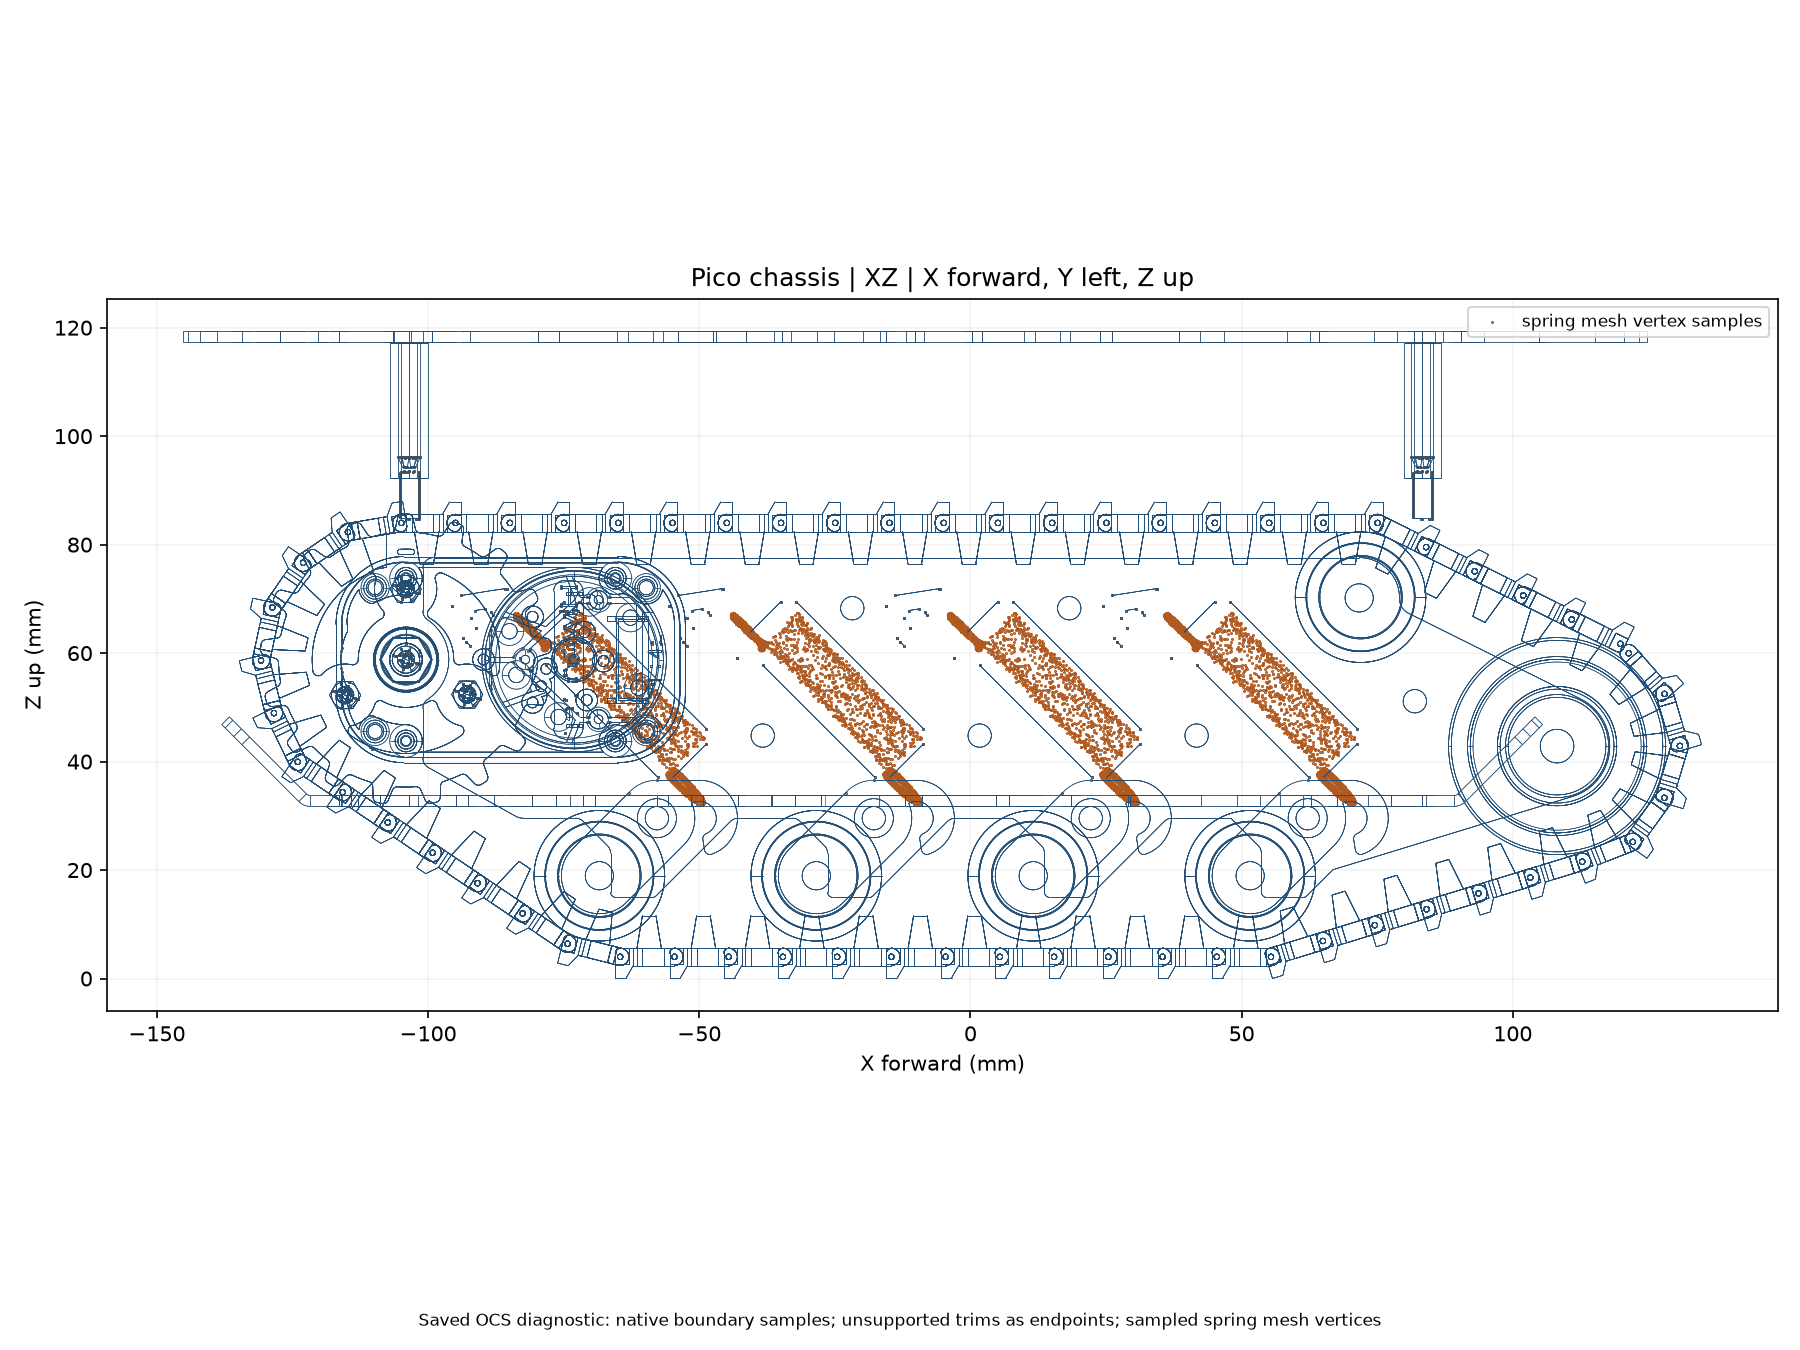 Pico chassis | XZ | X forward, Y left, Z up
spring mesh vertex samples
120
100
80
60
40
20
0
Z up (mm)
−150
−100
−50
0
50
100
X forward (mm)
Saved OCS diagnostic: native boundary samples; unsupported trims as endpoints; sampled spring mesh vertices